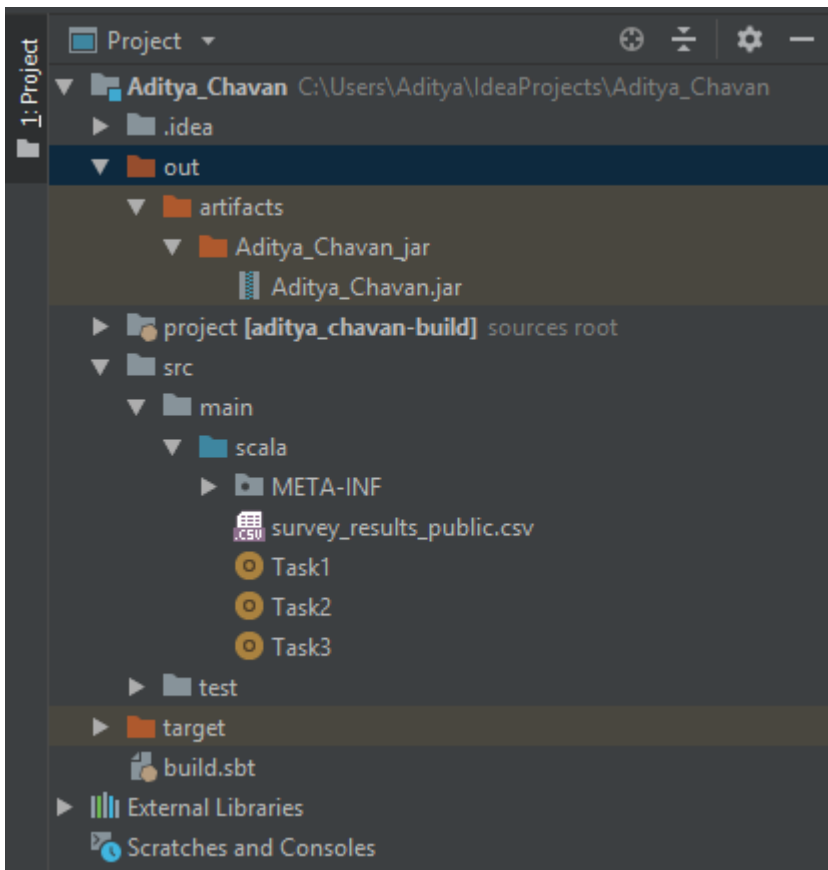 1: Project
Project
Aditya_Chavan C:\Users\Aditya\IdeaProjects\Aditya_Chavan
.idea
out
artifacts
Aditya_Chavan_jar
Aditya_Chavan.jar
project [aditya_chavan-build] sources root
src
main
scala
META-INF
.CSV survey_results_public.csv
Task1
Task2
Task3
test
target
build.sbt
External Libraries
Scratches and Consoles